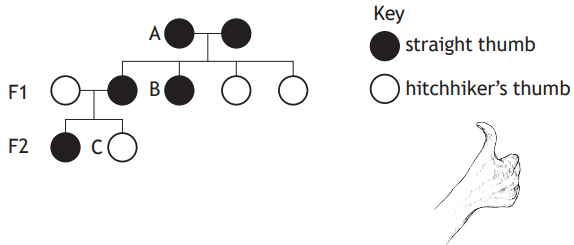 Key
A
straight thumb
F1
B
hitchhiker's thumb
F2
C